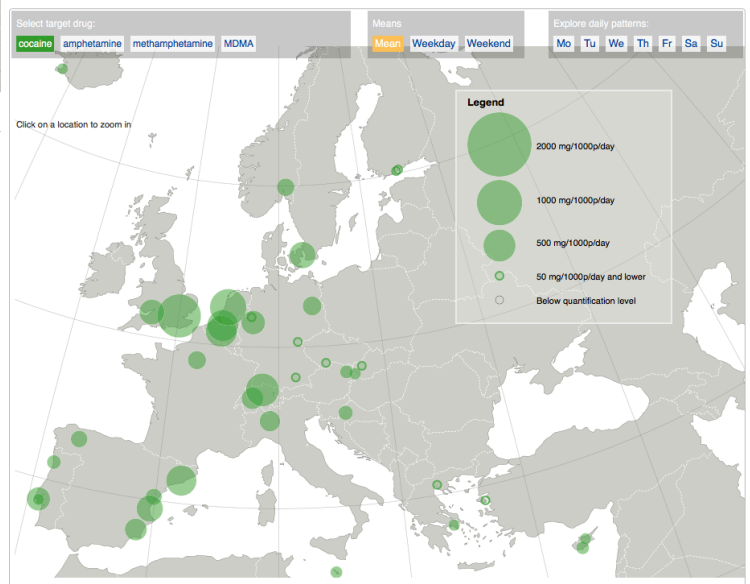 Select target drug:
cocaine amphetamine methamphetamine MDMA
Means
Mean Weekday Weekend
Explore daily patterns:
Mo Tu We Th Fr Sa Su
Click on a location to zoom in
Legend
2000 mg/1000p/day
1000 mg/1000p/day
500 mg/1000p/day
50 mg/1000p/day and lower
Below quantification level